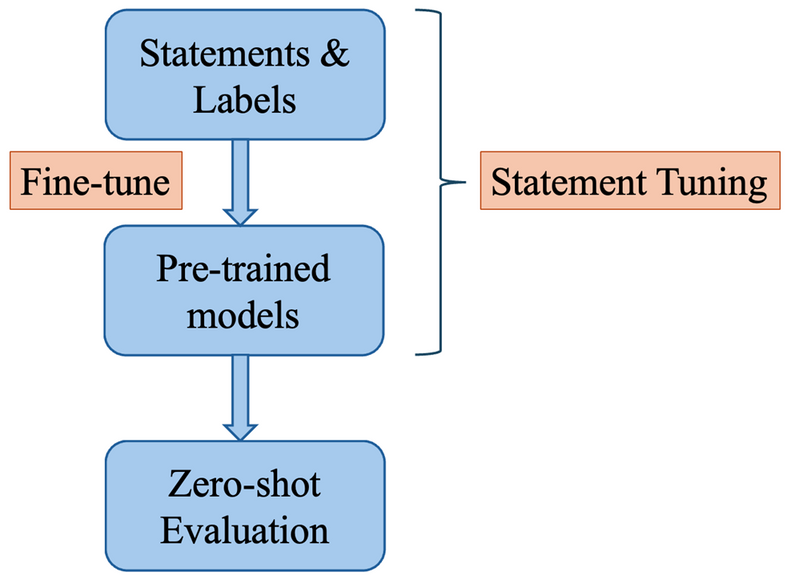 Statements &
Labels
Fine-tune
Statement Tuning
Pre-trained
models
Zero-shot
Evaluation